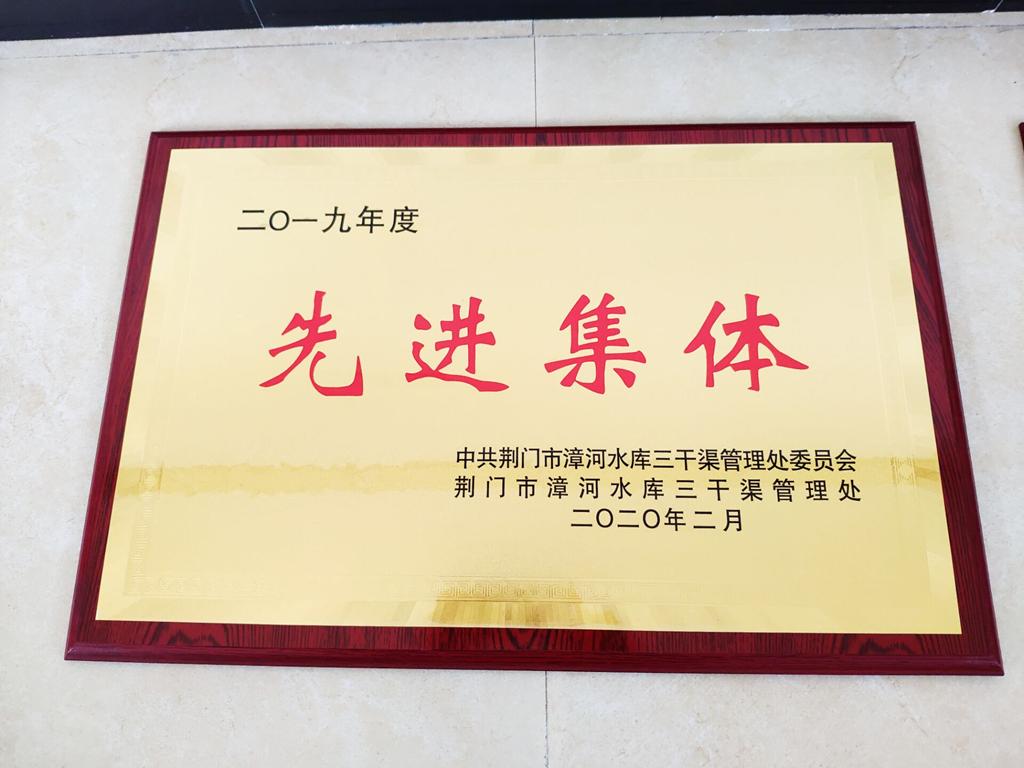 二〇一九年度
先进集体
中共荆门市漳河水库三干渠管理处委员会
荆门市漳河水库三干渠管理处
二〇二〇年二月